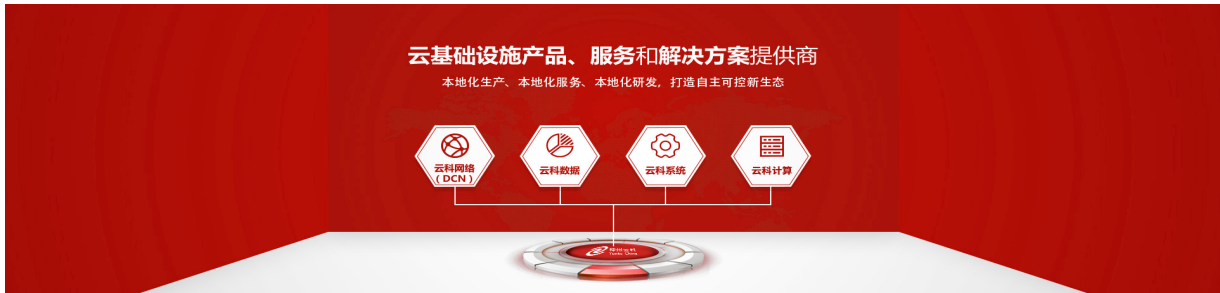 云基础设施产品、服务和解决方案提供商
本地化生产、本地化服务、本地化研发，打造自主可控新生态
云科网络
（DCN）
云科数据
云科系统
云科计算
Yunke China